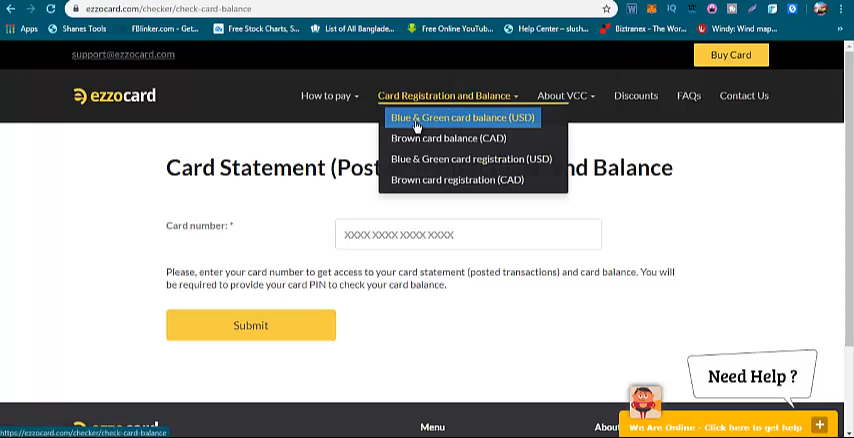 ezzocard.com/checker/check-card-balance
Apps
Shanes Tools
FBlinker.com - Get...
Free Stock Charts, S...
List of All Banglade...
Free Online YouTub...
Help Center – slush...
Biztranex - The Wor...
Windy: Wind map...
support@ezzocard.com
Buy Card
ezzocard
How to pay
Card Registration and Balance
About VCC
Discounts
FAQs
Contact Us
Blue & Green card balance (USD)
Brown card balance (CAD)
Blue & Green card registration (USD)
Brown card registration (CAD)
Card Statement (Pos
nd Balance
Card number: *
XXXX XXXX XXXX XXXX
Please, enter your card number to get access to your card statement (posted transactions) and card balance. You will
be required to provide your card PIN to check your card balance.
Submit
Need Help ?
We Are Online - Click here to get help
Menu
About
https://ezzocard.com/checker/check-card-balance